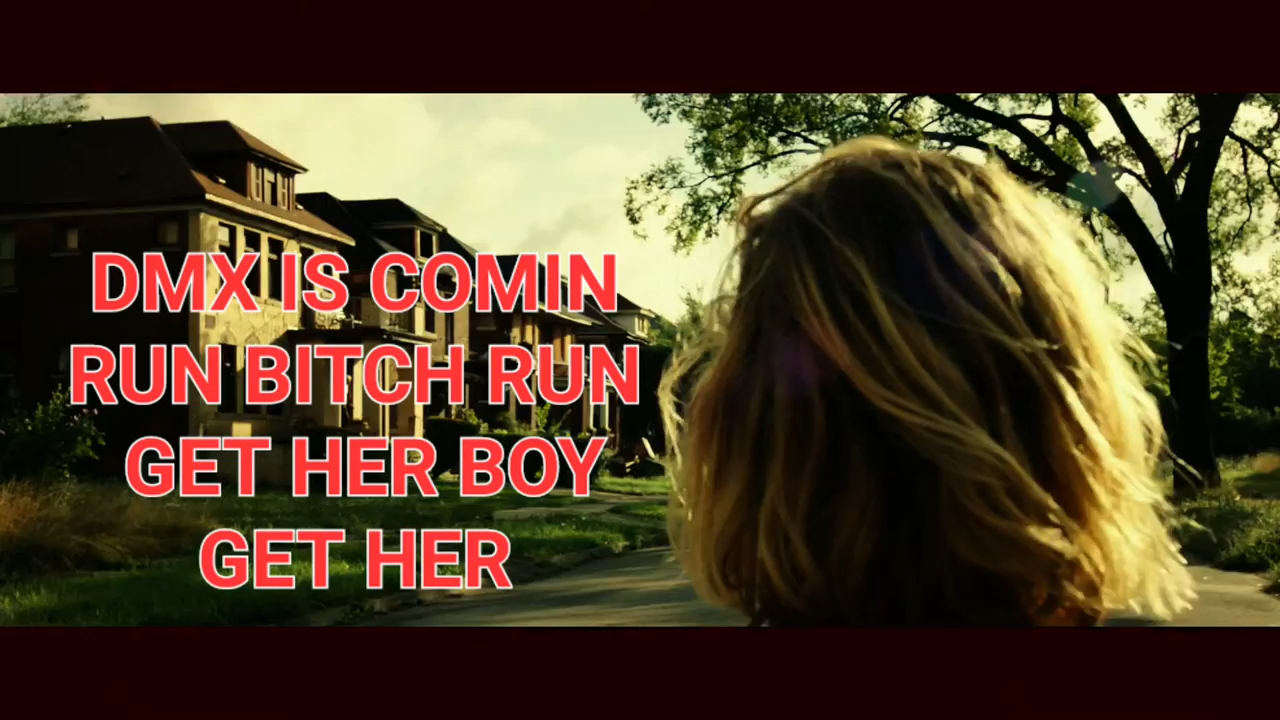 DMX IS COMIN
RUN BITCH RUN
GET HER BOY
GET HER